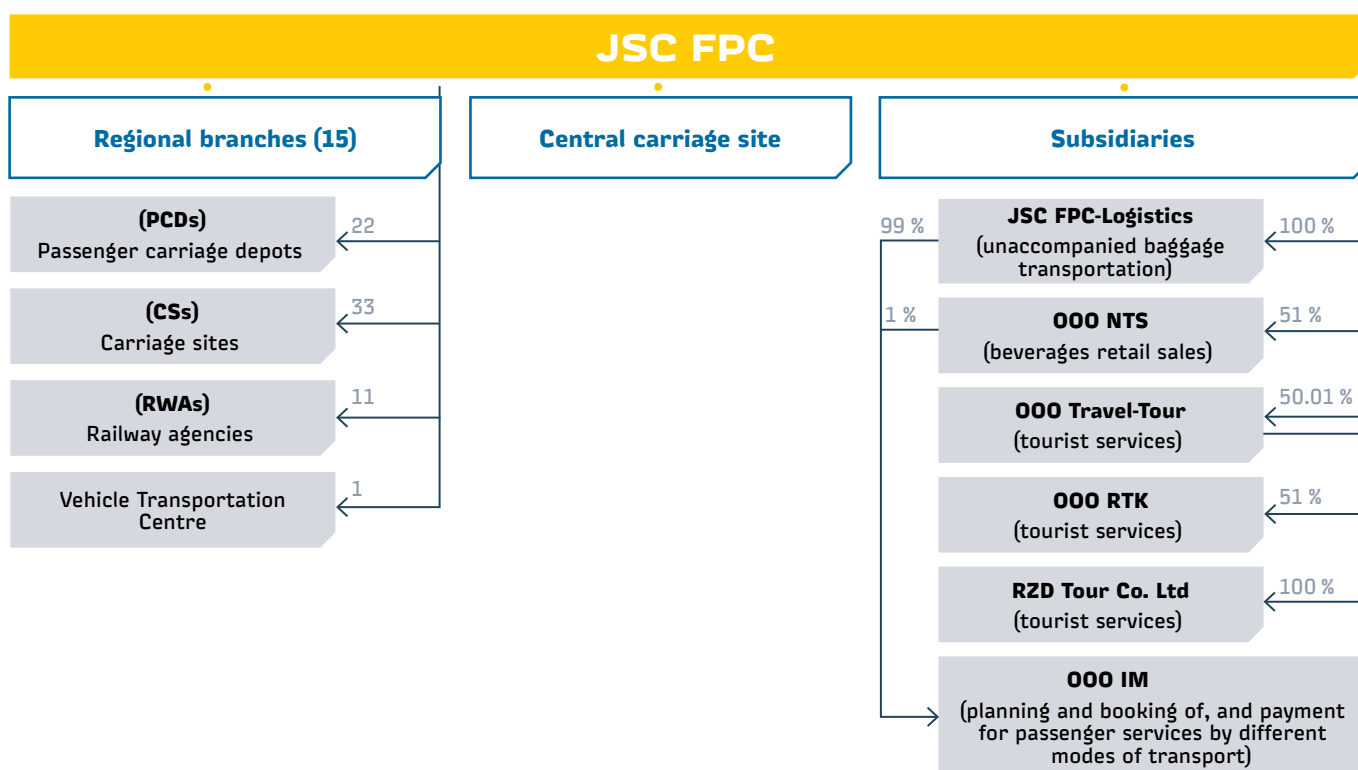 JSC FPC
Regional branches (15)
Central carriage site
Subsidiaries
(PCDs)
Passenger carriage depots
22
(CSs)
Carriage sites
33
(RWAs)
Railway agencies
11
Vehicle Transportation
Centre
1
99 %
JSC FPC-Logistics
(unaccompanied baggage
transportation)
100 %
1 %
OOO NTS
(beverages retail sales)
51 %
OOO Travel-Tour
(tourist services)
50.01 %
OOO RTK
(tourist services)
51 %
RZD Tour Co. Ltd
(tourist services)
100 %
OOO IM
(planning and booking of, and payment
for passenger services by different
modes of transport)